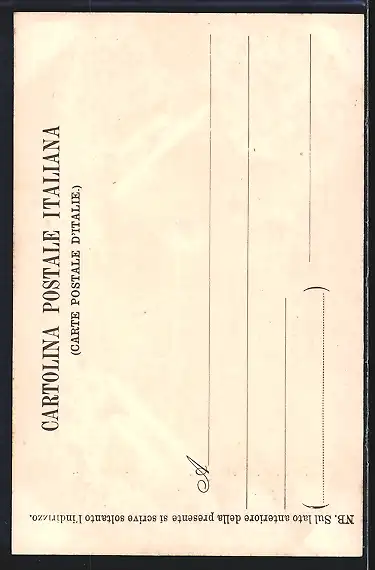 CARTOLINA POSTALE ITALIANA
(CARTE POSTALE D'ITALIE.)
A
(
)
NB. Sul lato anteriore della presente si scrive soltanto l'indirizzo.